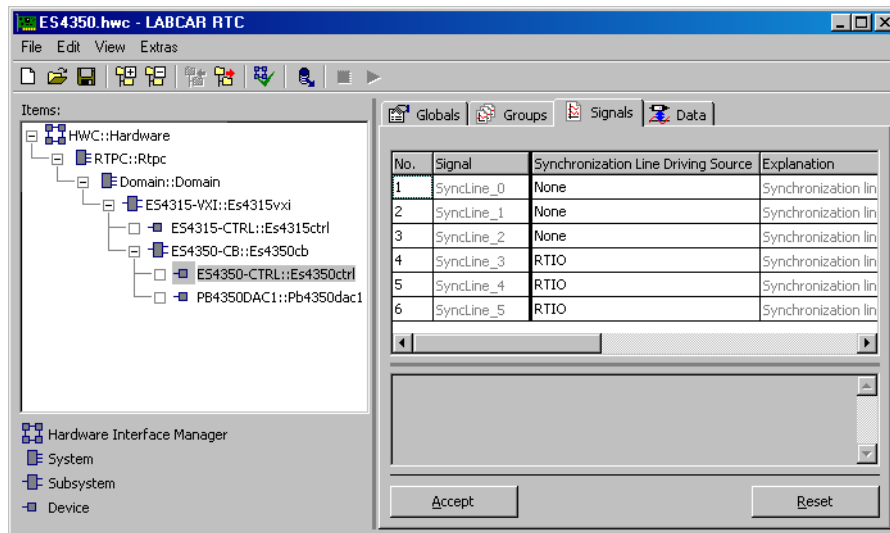 ES4350.hwc - LABCAR RTC
File Edit View Extras
Items:
HWC::Hardware
RTPC::Rtpc
Domain::Domain
ES4315-VXI::Es4315vxi
ES4315-CTRL::Es4315ctrl
ES4350-CB::Es4350cb
ES4350-CTRL::Es4350ctrl
PB4350DAC1::Pb4350dac1
Hardware Interface Manager
System
Subsystem
Device
Globals Groups Signals Data
No. Signal Synchronization Line Driving Source Explanation
1 SyncLine_0 None Synchronization lin
2 SyncLine_1 None Synchronization lin
3 SyncLine_2 None Synchronization lin
4 SyncLine_3 RTIO Synchronization lin
5 SyncLine_4 RTIO Synchronization lin
6 SyncLine_5 RTIO Synchronization lin
Accept Reset